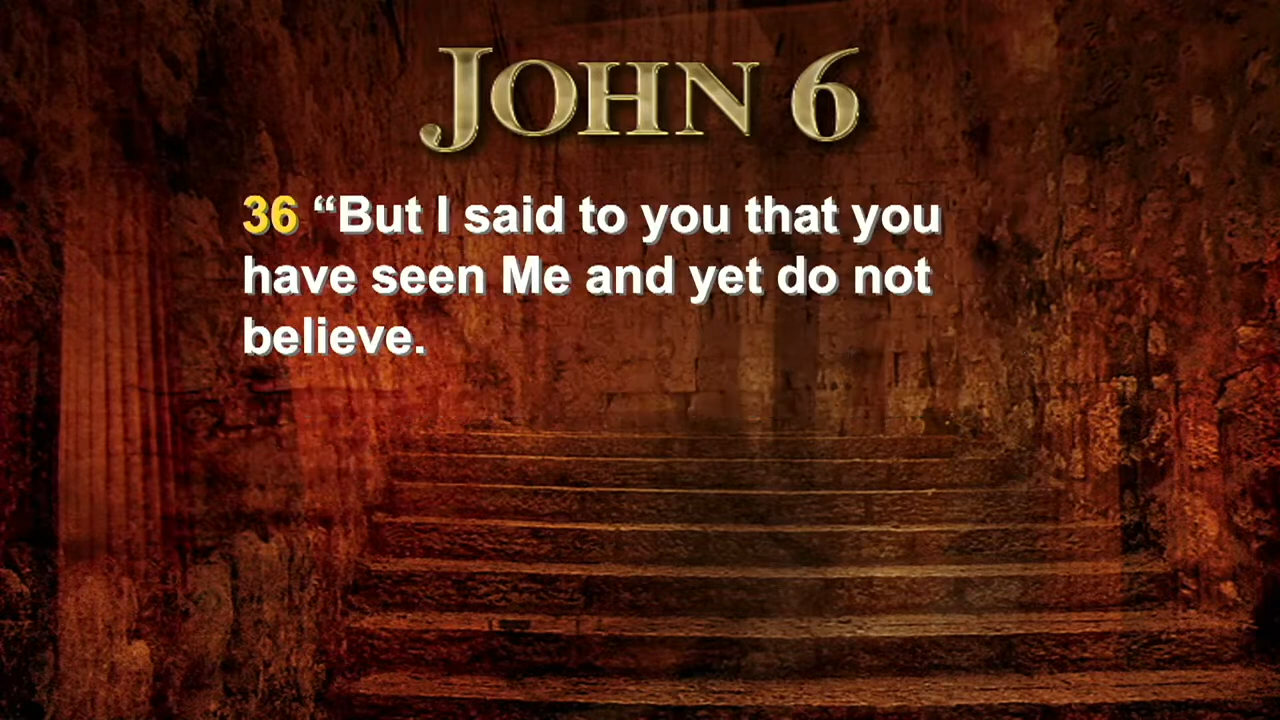 JOHN 6
36 “But I said to you that you
have seen Me and yet do not
believe.